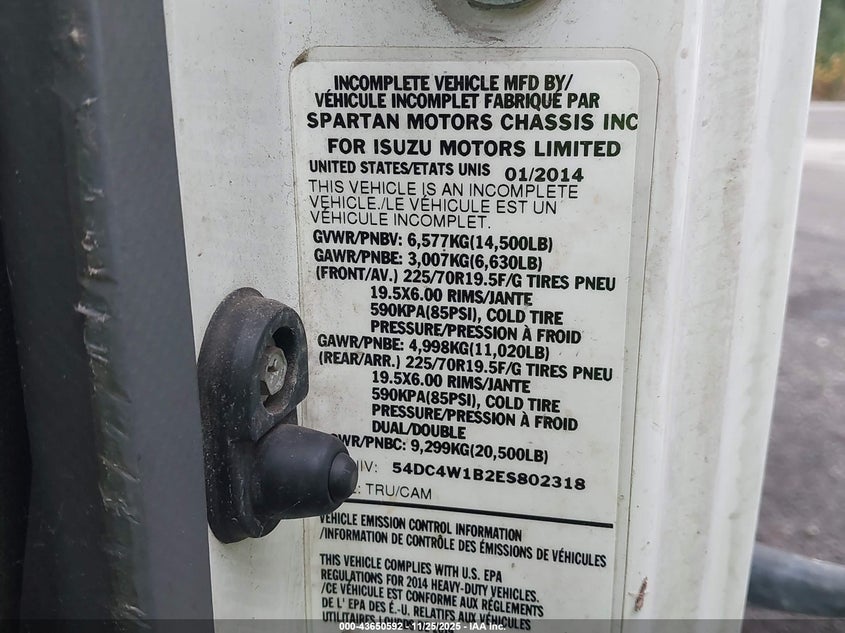 INCOMPLETE VEHICLE MFD BY/
VÉHICULE INCOMPLET FABRIQUÉ PAR
SPARTAN MOTORS CHASSIS INC
FOR ISUZU MOTORS LIMITED
UNITED STATES/ETATS UNIS 01/2014
THIS VEHICLE IS AN INCOMPLETE
VEHICLE./LE VÉHICULE EST UN
VÉHICULE INCOMPLET.
GVWR/PNBV: 6,577KG(14,500LB)
GAWR/PNBE: 3,007KG(6,630LB)
(FRONT/AV.) 225/70R19.5F/G TIRES PNEU
19.5X6.00 RIMS/JANTE
590KPA(85PSI), COLD TIRE
PRESSURE/PRESSION À FROID
GAWR/PNBE: 4,998KG(11,020LB)
(REAR/ARR.) 225/70R19.5F/G TIRES PNEU
19.5X6.00 RIMS/JANTE
590KPA(85PSI), COLD TIRE
PRESSURE/PRESSION À FROID
DUAL/DOUBLE
WR/PNBC: 9,299KG(20,500LB)
IV: 54DC4W1B2ES802318
: TRU/CAM
VEHICLE EMISSION CONTROL INFORMATION
/INFORMATION DE CONTRÔLE DES ÉMISSIONS DE VÉHICULES
THIS VEHICLE COMPLIES WITH U.S. EPA
REGULATIONS FOR 2014 HEAVY-DUTY VEHICLES.
/CE VÉHICULE EST CONFORME AUX RÉGLEMENTS
DE L' EPA DES É.-U. RELATIFS AUX VÉHICULES
UTILITAIRES
000-43650592 - 11/25/2025 - IAA Inc.